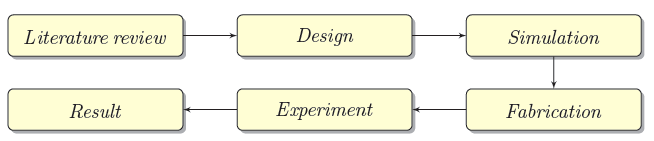 Literature review
Design
Simulation
Result
Experiment
Fabrication